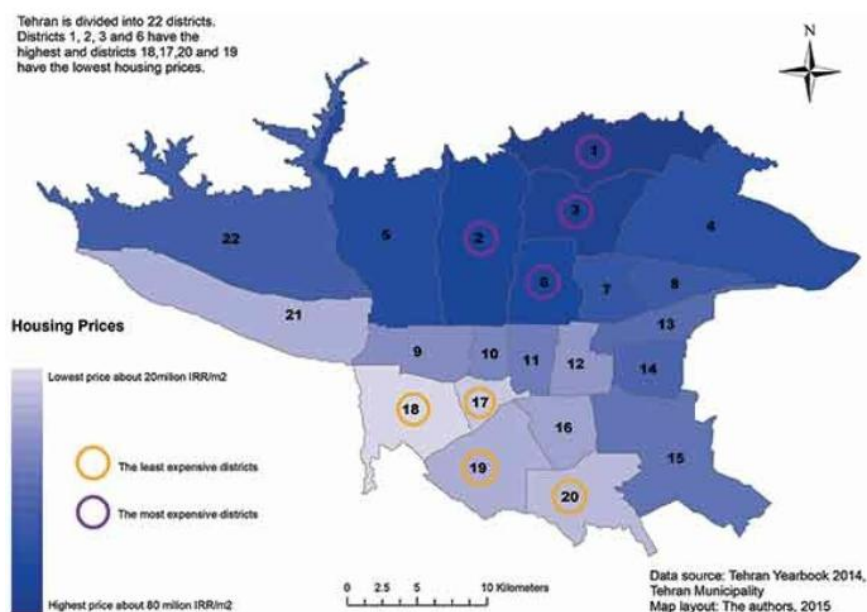 Tehran is divided into 22 districts.
Districts 1, 2, 3 and 6 have the
highest and districts 18,17,20 and 19
have the lowest housing prices.
N
1
3
4
2
5
22
6
7
8
21
13
9
10
11
12
14
18
17
16
15
19
20
Housing Prices
Lowest price about 20milion IRR/m2
The least expensive districts
The most expensive districts
Highest price about 80 milion IRR/m2
0 2.5 5 10 Kilometers
Data source: Tehran Yearbook 2014,
Tehran Municipality
Map layout: The authors, 2015